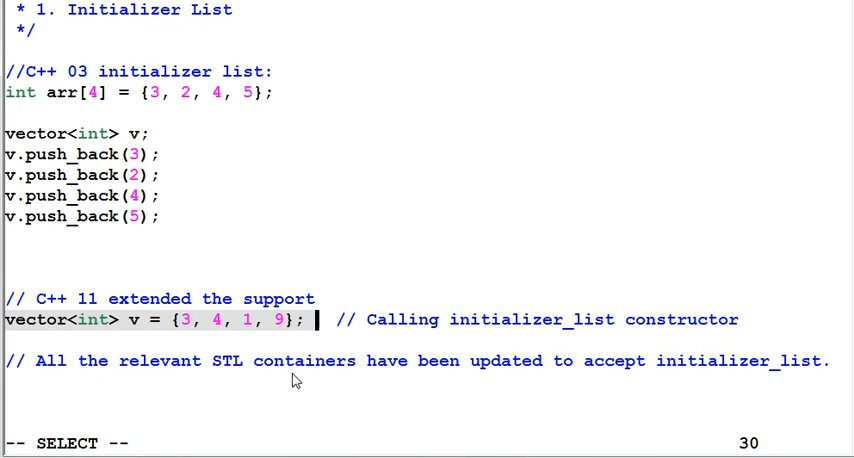 * 1. Initializer List
*/
//C++ 03 initializer list:
int arr[4] = {3, 2, 4, 5};
vector<int> v;
v.push_back(3);
v.push_back(2);
v.push_back(4);
v.push_back(5);
// C++ 11 extended the support
vector<int> v = {3, 4, 1, 9}; // Calling initializer_list constructor
// All the relevant STL containers have been updated to accept initializer_list.
-- SELECT -- 30